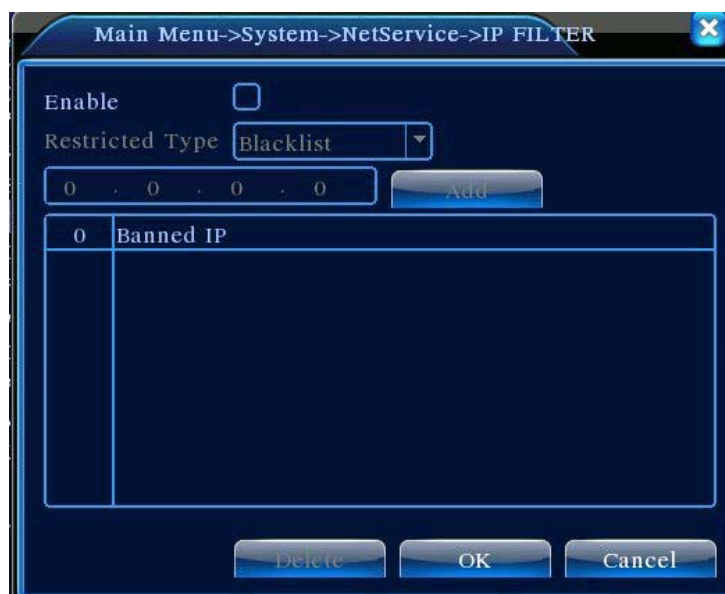 Main Menu->System->NetService->IP FILTER
Enable
Restricted Type Blacklist
0 . 0 . 0 . 0 Add
0 Banned IP
Delete OK Cancel